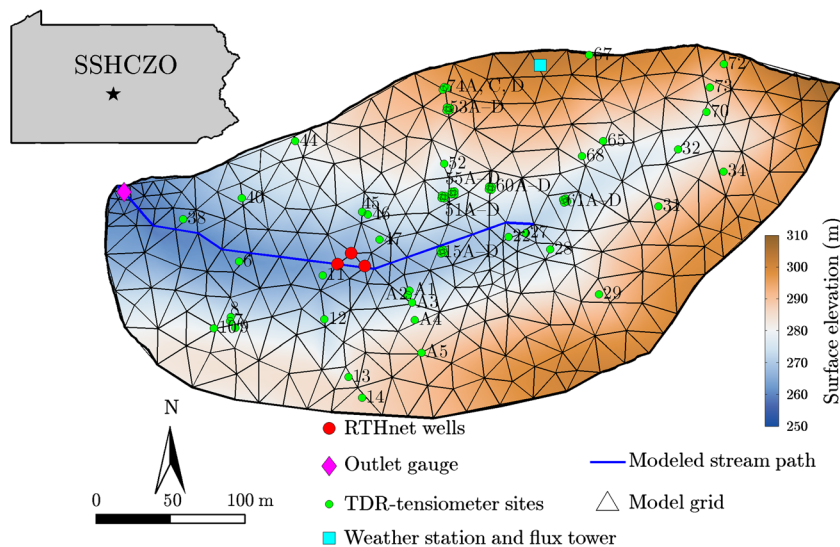 SSHCZO
67
72
74A, C, D
73
53A–D
70
44
65
32
68
52
34
55A–D
60A–D
40
61A–D
31
45
51A–D
46
38
22
27
47
28
15A–D
6
11
A1
A2
29
A3
8
7
12
A4
10
9
A5
13
14
310
300
290
280
270
260
250
Surface elevation (m)
N
0 50 100 m
RTHnet wells
Outlet gauge
TDR-tensiometer sites
Weather station and flux tower
Modeled stream path
Model grid